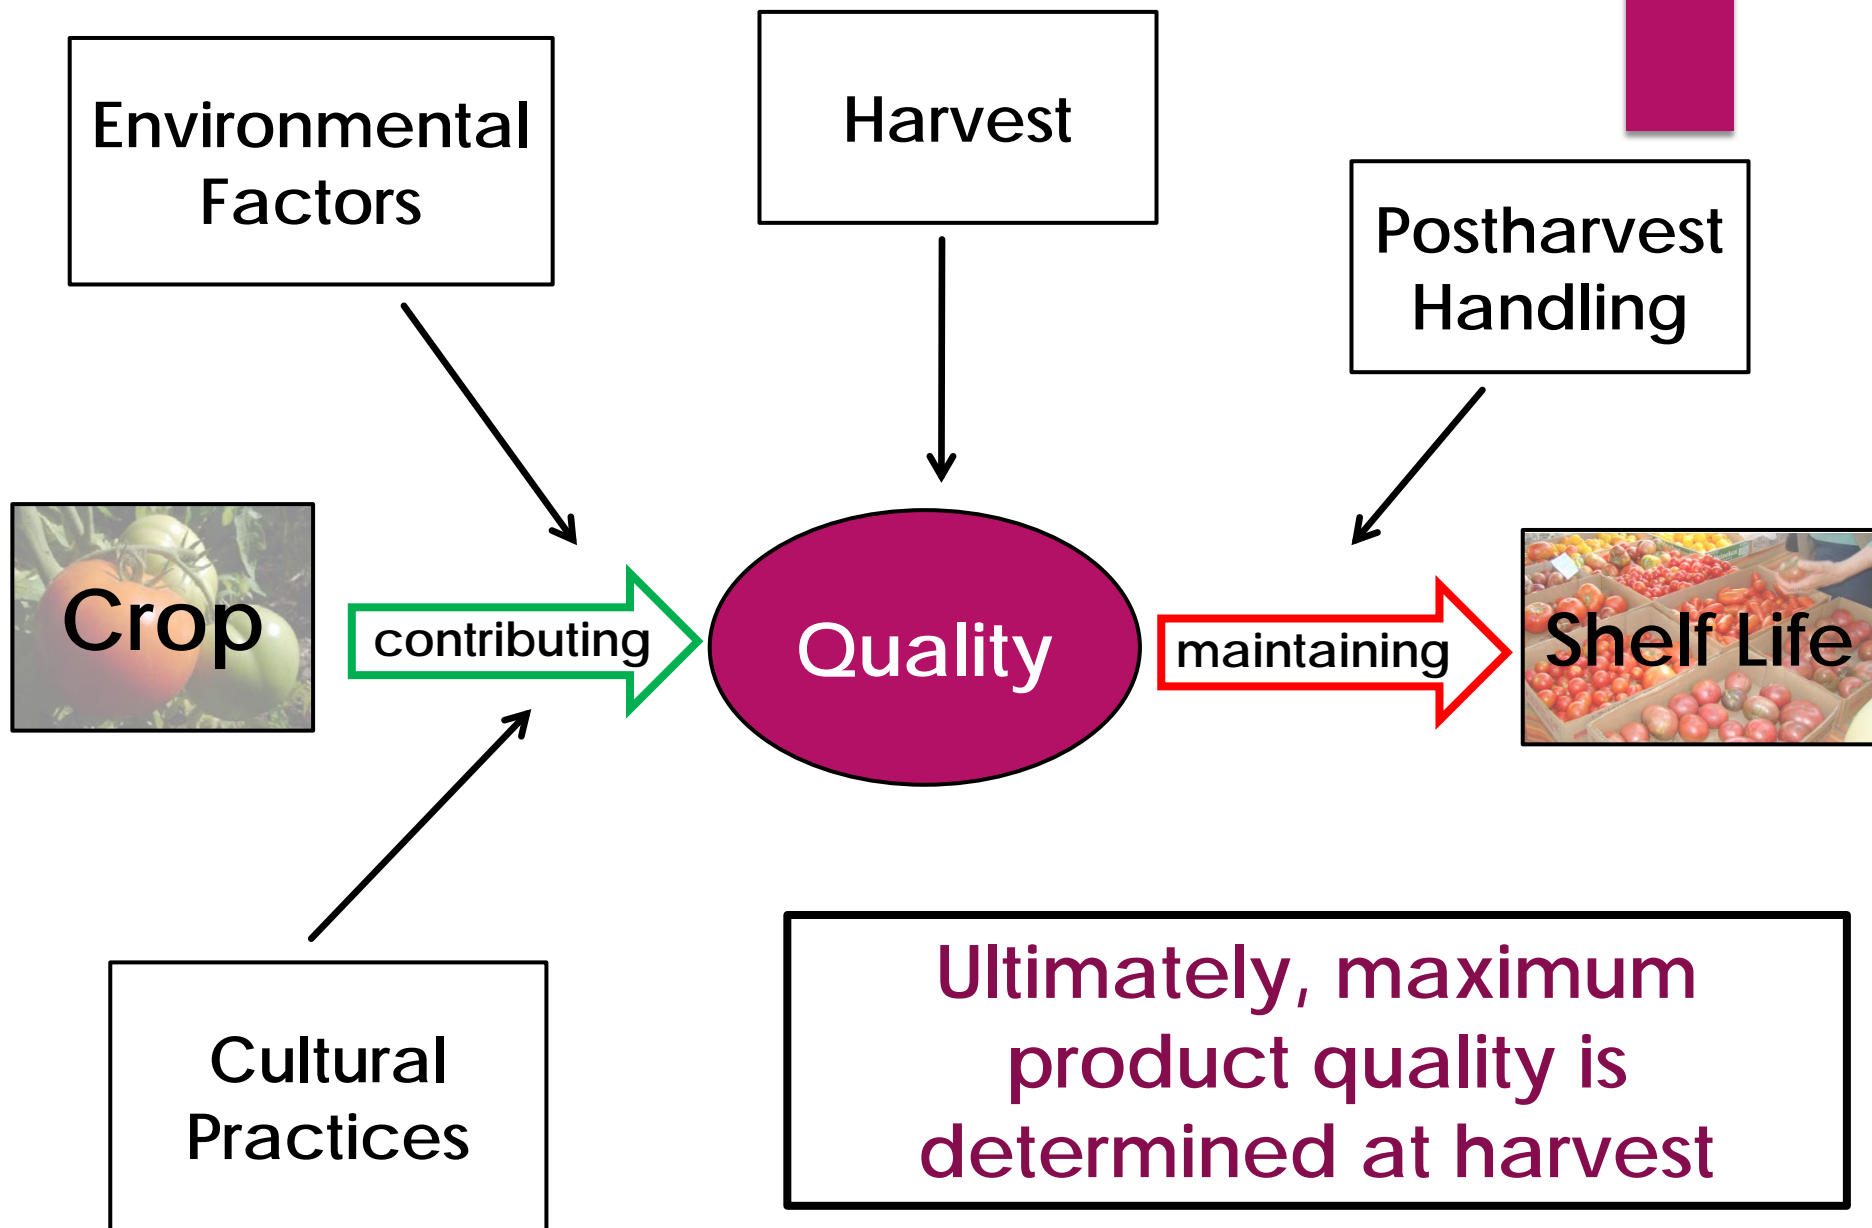 Environmental
Factors
Harvest
Postharvest
Handling
Crop
contributing
Quality
maintaining
Shelf Life
Cultural
Practices
Ultimately, maximum
product quality is
determined at harvest